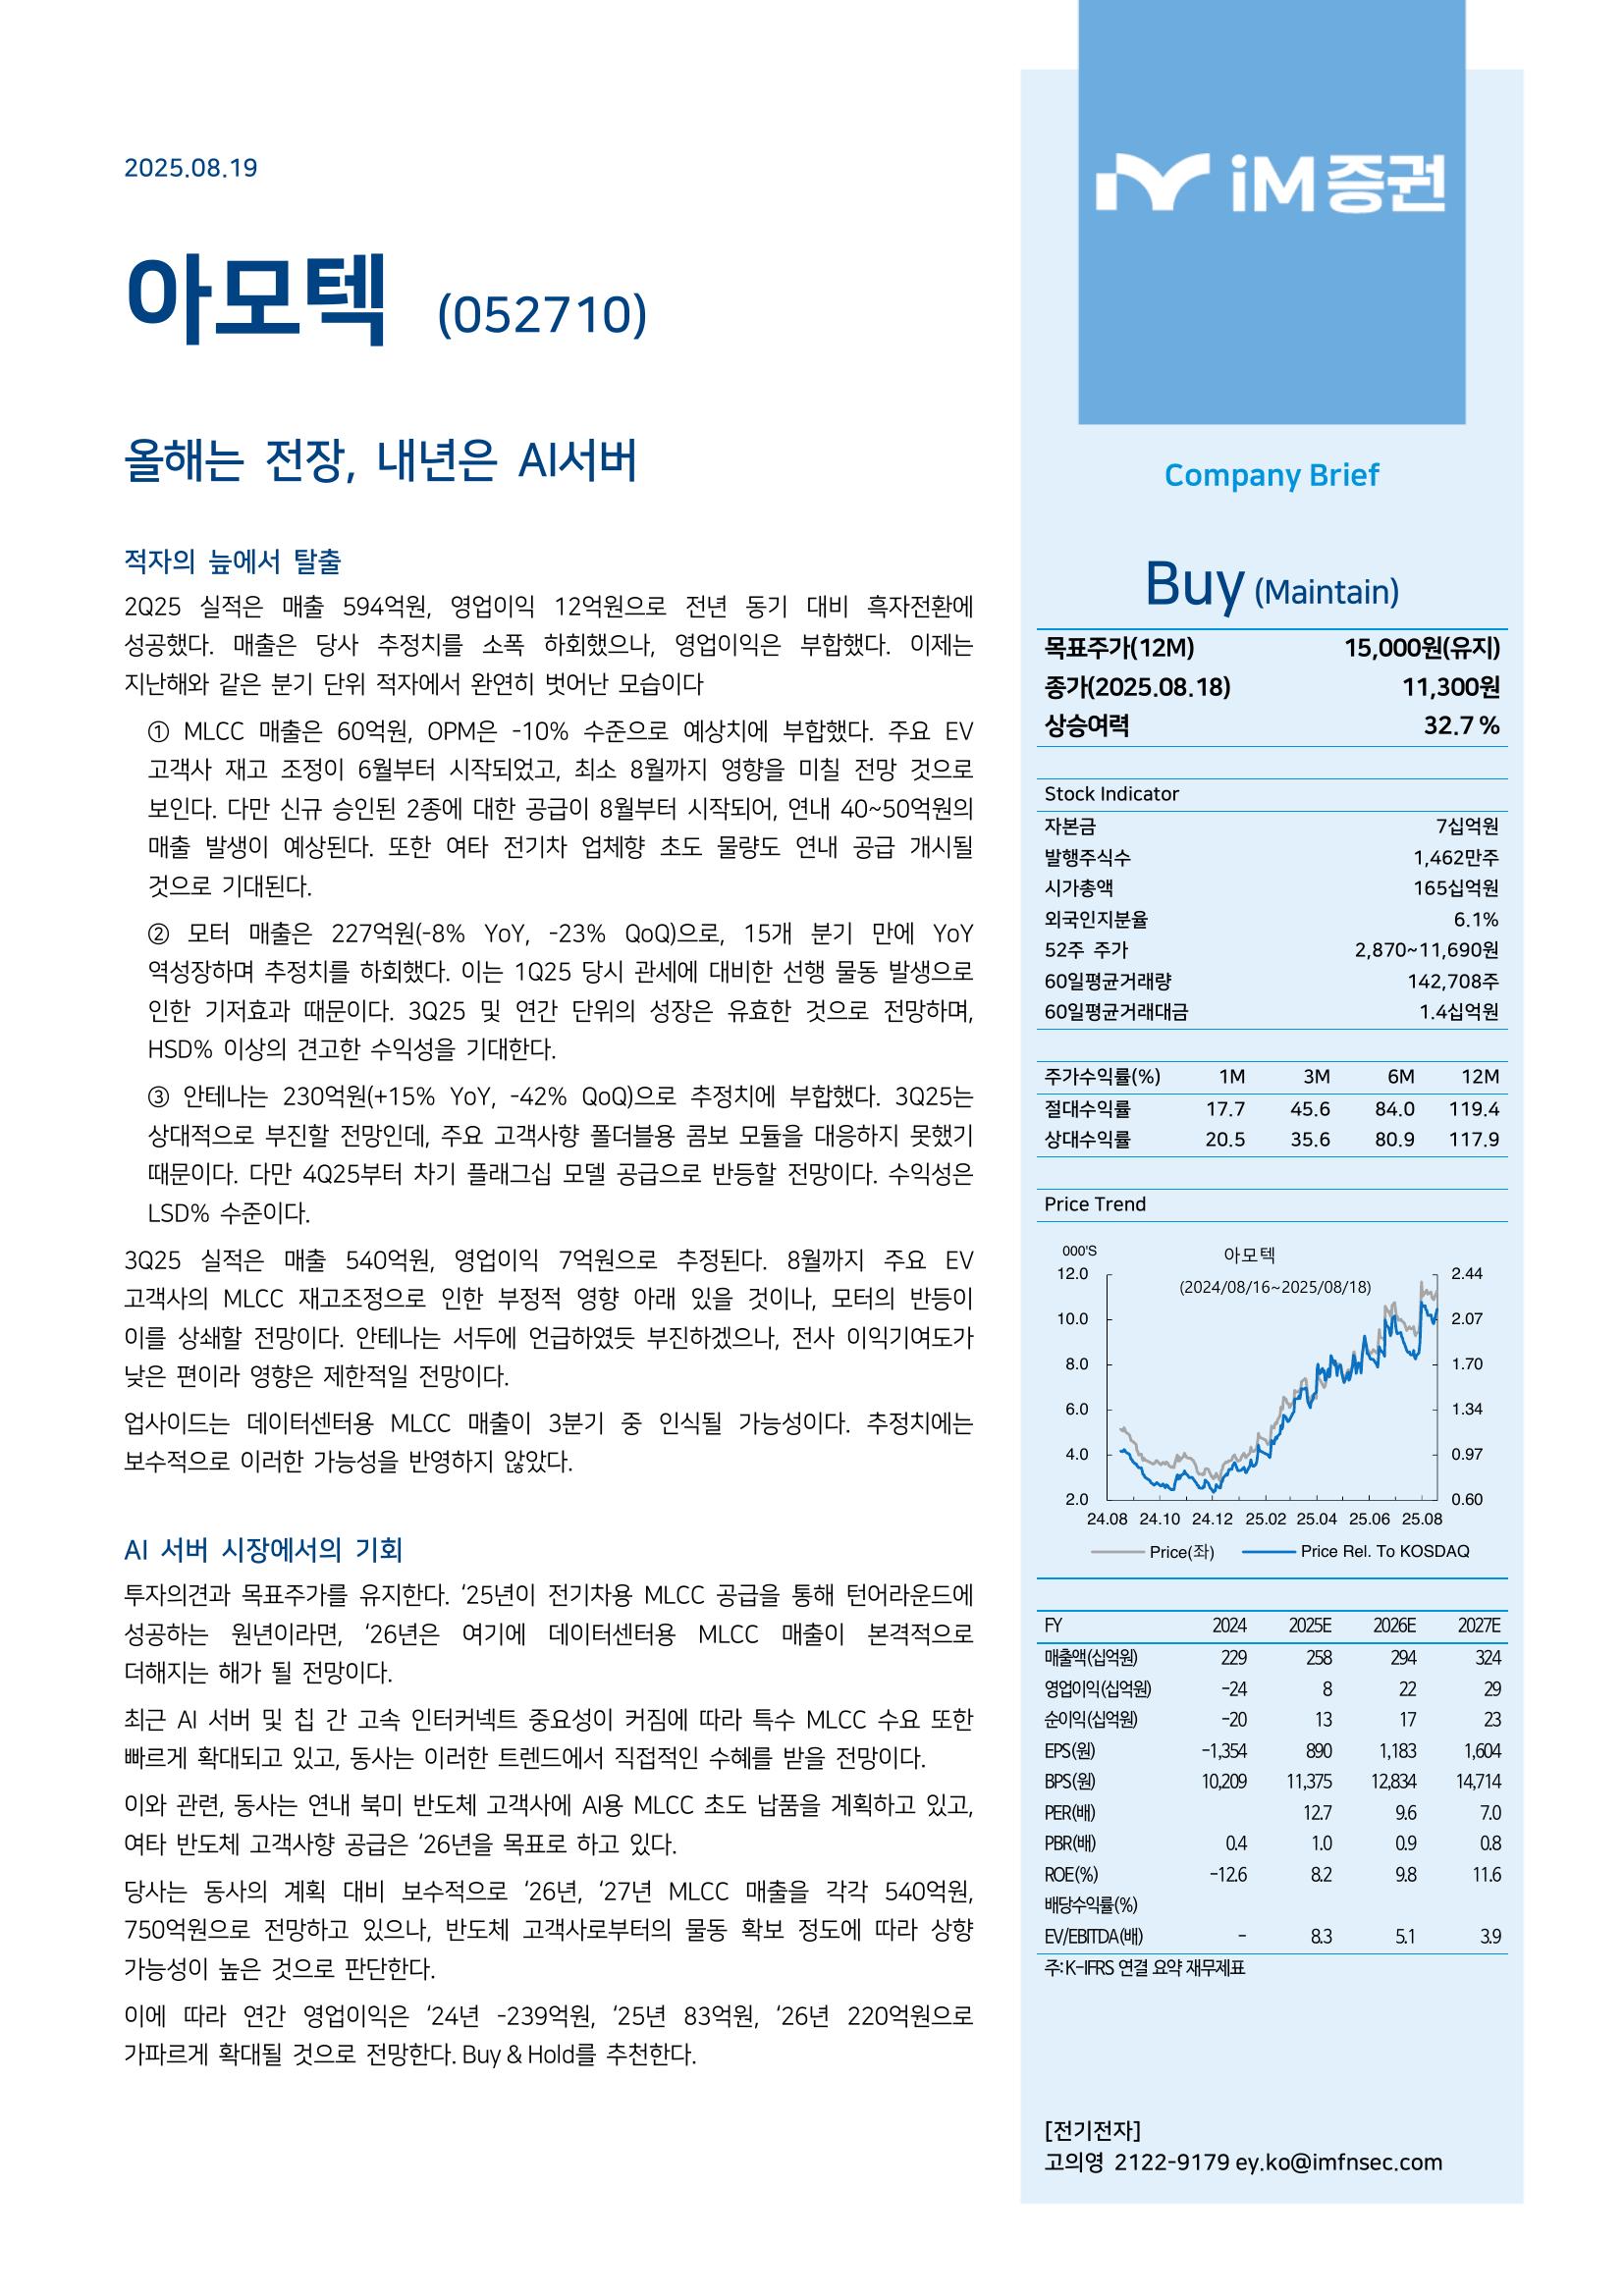 2025.08.19
아모텍 (052710)
올해는 전장, 내년은 AI서버
적자의 늪에서 탈출
2Q25 실적은 매출 594억원, 영업이익 12억원으로 전년 동기 대비 흑자전환에
성공했다. 매출은 당사 추정치를 소폭 하회했으나, 영업이익은 부합했다. 이제는
지난해와 같은 분기 단위 적자에서 완연히 벗어난 모습이다
① MLCC 매출은 60억원, OPM은 -10% 수준으로 예상치에 부합했다. 주요 EV
고객사 재고 조정이 6월부터 시작되었고, 최소 8월까지 영향을 미칠 전망 것으로
보인다. 다만 신규 승인된 2종에 대한 공급이 8월부터 시작되어, 연내 40~50억원의
매출 발생이 예상된다. 또한 여타 전기차 업체향 초도 물량도 연내 공급 개시될
것으로 기대된다.
② 모터 매출은 227억원(-8% YoY, -23% QoQ)으로, 15개 분기 만에 YoY
역성장하며 추정치를 하회했다. 이는 1Q25 당시 관세에 대비한 선행 물동 발생으로
인한 기저효과 때문이다. 3Q25 및 연간 단위의 성장은 유효한 것으로 전망하며,
HSD% 이상의 견고한 수익성을 기대한다.
③ 안테나는 230억원(+15% YoY, -42% QoQ)으로 추정치에 부합했다. 3Q25는
상대적으로 부진할 전망인데, 주요 고객사향 폴더블용 콤보 모듈을 대응하지 못했기
때문이다. 다만 4Q25부터 차기 플래그십 모델 공급으로 반등할 전망이다. 수익성은
LSD% 수준이다.
3Q25 실적은 매출 540억원, 영업이익 7억원으로 추정된다. 8월까지 주요 EV
고객사의 MLCC 재고조정으로 인한 부정적 영향 아래 있을 것이나, 모터의 반등이
이를 상쇄할 전망이다. 안테나는 서두에 언급하였듯 부진하겠으나, 전사 이익기여도가
낮은 편이라 영향은 제한적일 전망이다.
업사이드는 데이터센터용 MLCC 매출이 3분기 중 인식될 가능성이다. 추정치에는
보수적으로 이러한 가능성을 반영하지 않았다.
AI 서버 시장에서의 기회
투자의견과 목표주가를 유지한다. ‘25년이 전기차용 MLCC 공급을 통해 턴어라운드에
성공하는 원년이라면, ‘26년은 여기에 데이터센터용 MLCC 매출이 본격적으로
더해지는 해가 될 전망이다.
최근 AI 서버 및 칩 간 고속 인터커넥트 중요성이 커짐에 따라 특수 MLCC 수요 또한
빠르게 확대되고 있고, 동사는 이러한 트렌드에서 직접적인 수혜를 받을 전망이다.
이와 관련, 동사는 연내 북미 반도체 고객사에 AI용 MLCC 초도 납품을 계획하고 있고,
여타 반도체 고객사향 공급은 ‘26년을 목표로 하고 있다.
당사는 동사의 계획 대비 보수적으로 ‘26년, ‘27년 MLCC 매출을 각각 540억원,
750억원으로 전망하고 있으나, 반도체 고객사로부터의 물동 확보 정도에 따라 상향
가능성이 높은 것으로 판단한다.
이에 따라 연간 영업이익은 ‘24년 -239억원, ‘25년 83억원, ‘26년 220억원으로
가파르게 확대될 것으로 전망한다. Buy & Hold를 추천한다.
iM증권
Company Brief
Buy (Maintain)
목표주가(12M) 15,000원(유지)
종가(2025.08.18) 11,300원
상승여력 32.7 %
Stock Indicator
자본금 7십억원
발행주식수 1,462만주
시가총액 165십억원
외국인지분율 6.1%
52주 주가 2,870~11,690원
60일평균거래량 142,708주
60일평균거래대금 1.4십억원
주가수익률(%) 1M 3M 6M 12M
절대수익률 17.7 45.6 84.0 119.4
상대수익률 20.5 35.6 80.9 117.9
Price Trend
000'S
아모텍
(2024/08/16~2025/08/18)
12.0 2.44
10.0 2.07
8.0 1.70
6.0 1.34
4.0 0.97
2.0 0.60
24.08 24.10 24.12 25.02 25.04 25.06 25.08
Price(좌) Price Rel. To KOSDAQ
FY 2024 2025E 2026E 2027E
매출액(십억원) 229 258 294 324
영업이익(십억원) -24 8 22 29
순이익(십억원) -20 13 17 23
EPS(원) -1,354 890 1,183 1,604
BPS(원) 10,209 11,375 12,834 14,714
PER(배) 12.7 9.6 7.0
PBR(배) 0.4 1.0 0.9 0.8
ROE(%) -12.6 8.2 9.8 11.6
배당수익률(%)
EV/EBITDA(배) - 8.3 5.1 3.9
주: K-IFRS 연결 요약 재무제표
[전기전자]
고의영 2122-9179 ey.ko@imfnsec.com